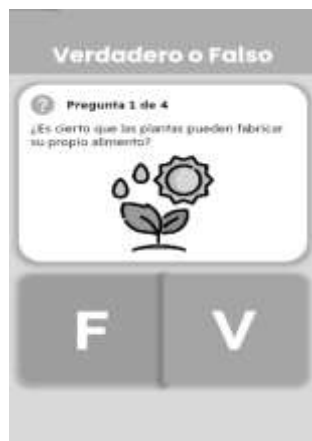 Verdadero o Falso
Pregunta 1 de 4
¿Es cierto que las plantas pueden fabricar
su propio alimento?
F
V